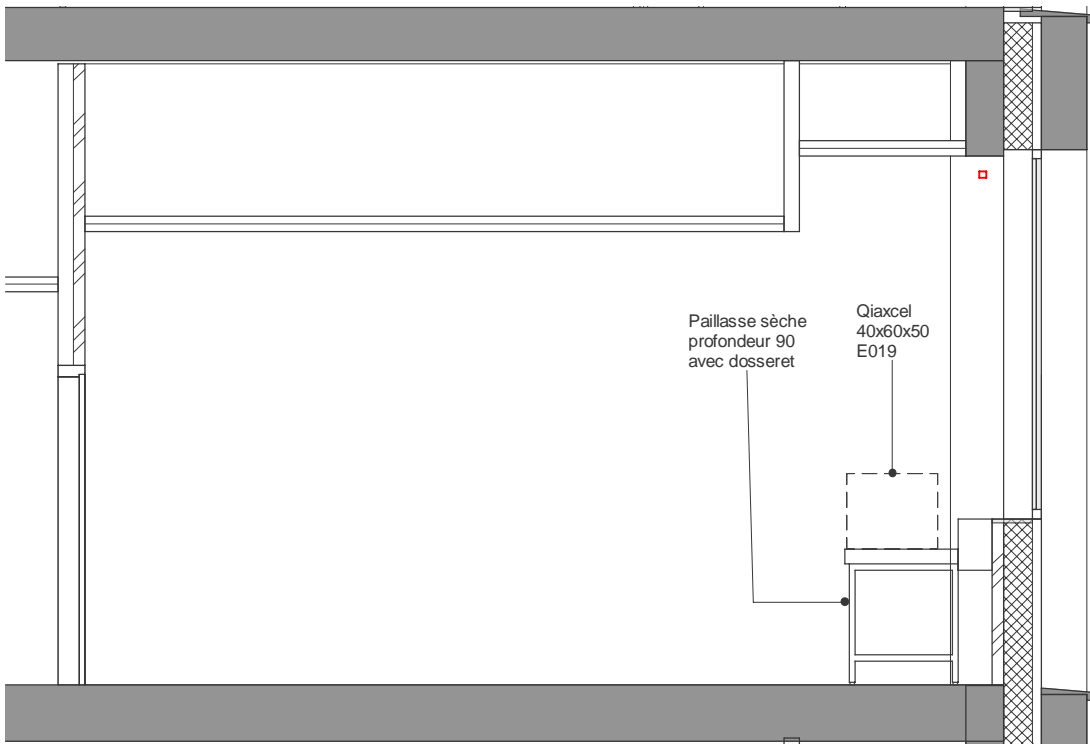 Paillasse sèche
profondeur 90
avec dosseret
Qiaxcel
40x60x50
E019